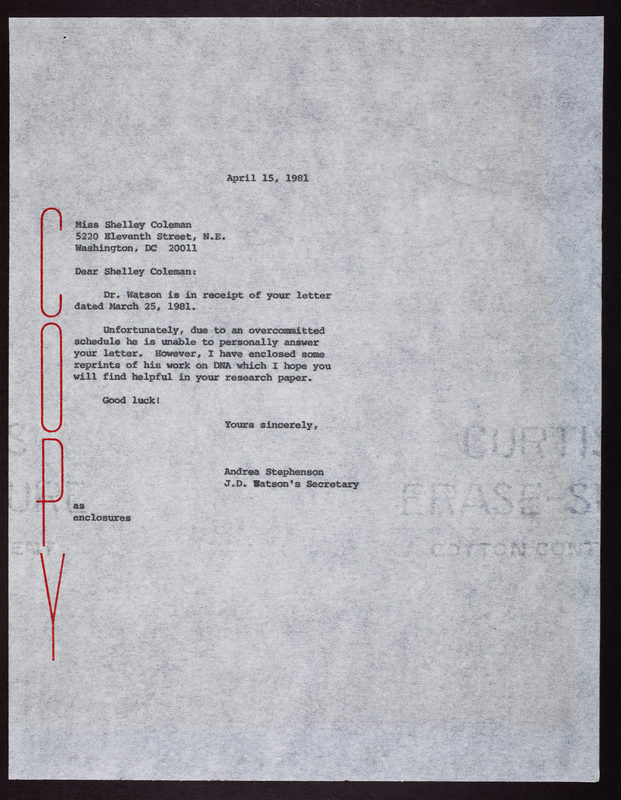 April 15, 1981
Miss Shelley Coleman
5220 Eleventh Street, N.E.
Washington, DC 20011
Dear Shelley Coleman:
Dr. Watson is in receipt of your letter
dated March 25, 1981.
Unfortunately, due to an overcommitted
schedule he is unable to personally answer
your letter. However, I have enclosed some
reprints of his work on DNA which I hope you
will find helpful in your research paper.
Good luck!
Yours sincerely,
Andrea Stephenson
J.D. Watson's Secretary
as
enclosures
COPY
CURTIS
ERASE-S
COTTON CONT